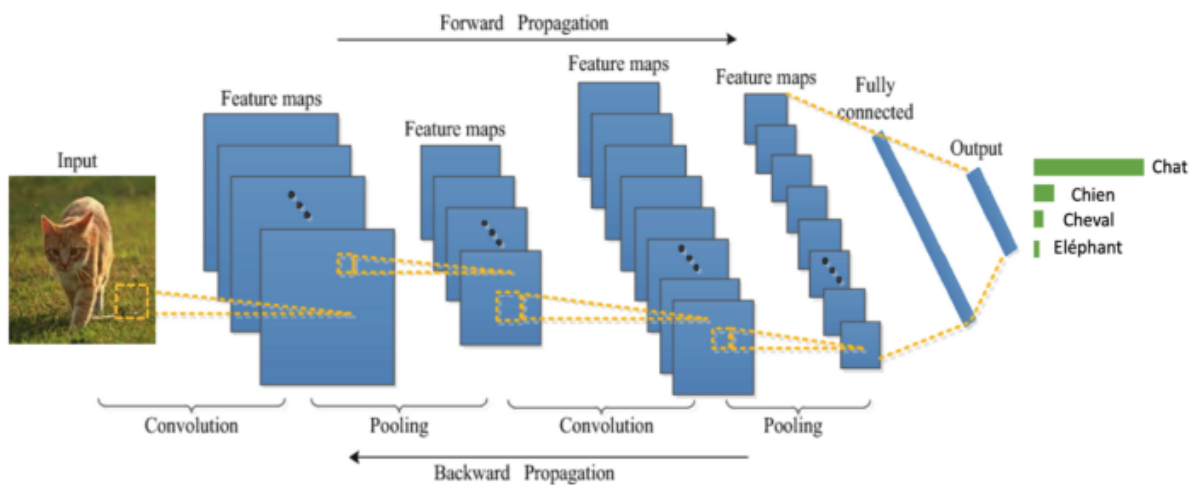 Forward Propagation
Feature maps
Feature maps
Fully
connected
Feature maps
Feature maps
Input
Output
Chat
Chien
Cheval
Eléphant
Convolution
Pooling
Convolution
Pooling
Backward Propagation